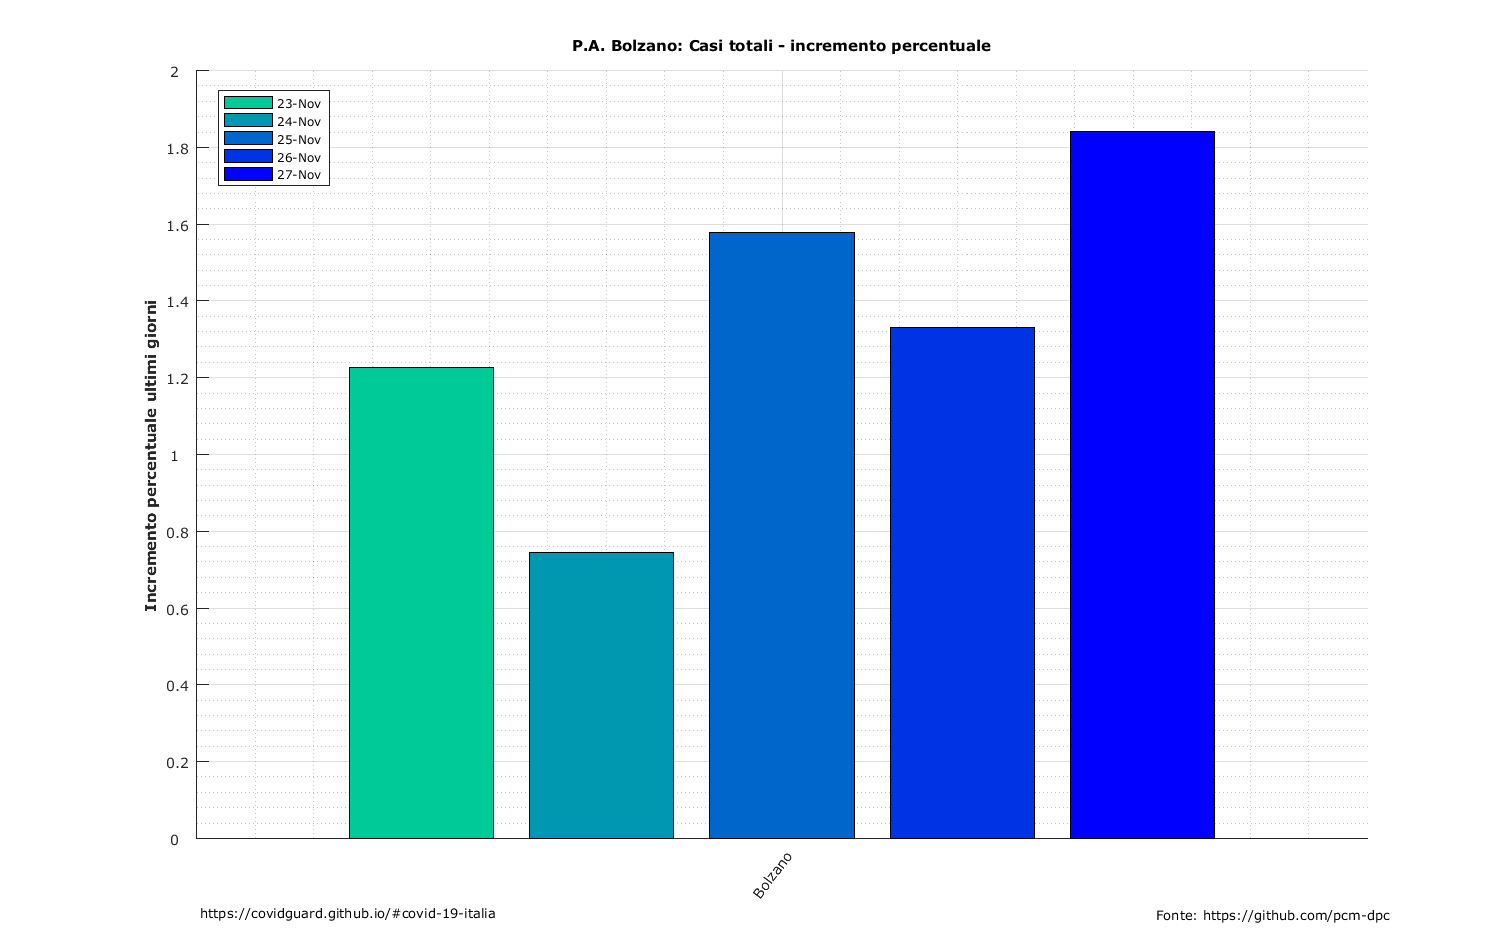 P.A. Bolzano: Casi totali - incremento percentuale
Incremento percentuale ultimi giorni
2
1.8
1.6
1.4
1.2
1
0.8
0.6
0.4
0.2
0
23-Nov
24-Nov
25-Nov
26-Nov
27-Nov
Bolzano
https://covidguard.github.io/#covid-19-italia
Fonte: https://github.com/pcm-dpc